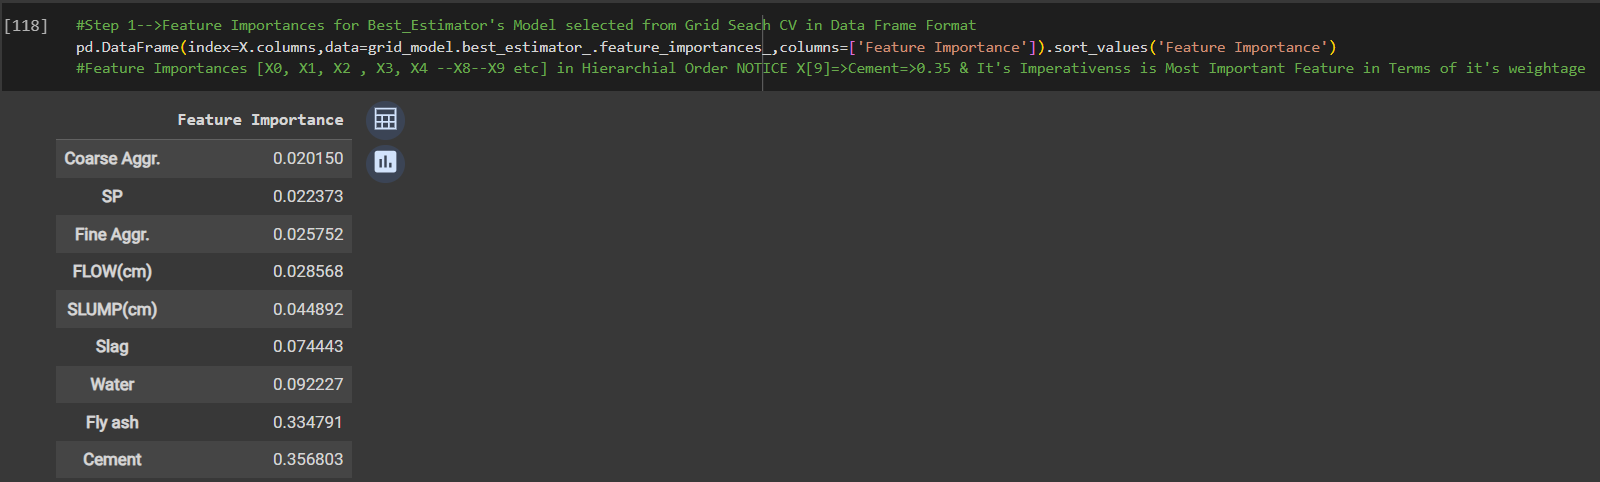 [118] #Step 1-->Feature Importances for Best_Estimator's Model selected from Grid Seach CV in Data Frame Format
pd.DataFrame(index=X.columns,data=grid_model.best_estimator_.feature_importances_,columns=['Feature Importance']).sort_values('Feature Importance')
#Feature Importances [X0, X1, X2 , X3, X4 --X8--X9 etc] in Hierarchial Order NOTICE X[9]=>Cement=>0.35 & It's Imperativenss is Most Important Feature in Terms of it's weightage
Feature Importance
Coarse Aggr. 0.020150
SP 0.022373
Fine Aggr. 0.025752
FLOW(cm) 0.028568
SLUMP(cm) 0.044892
Slag 0.074443
Water 0.092227
Fly ash 0.334791
Cement 0.356803